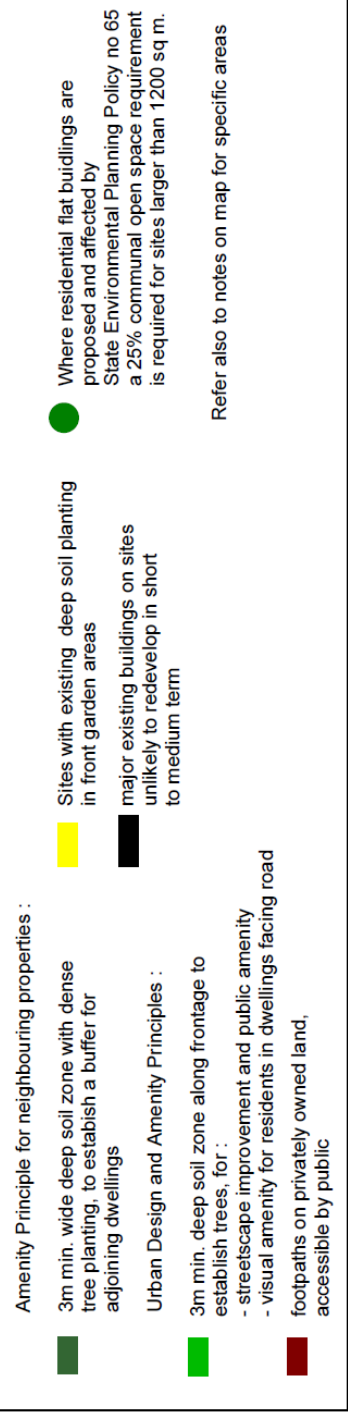 Amenity Principle for neighbouring properties :
3m min. wide deep soil zone with dense
tree planting, to estabish a buffer for
adjoining dwellings
Urban Design and Amenity Principles :
3m min. deep soil zone along frontage to
establish trees, for :
- streetscape improvement and public amenity
- visual amenity for residents in dwellings facing road
footpaths on privately owned land,
accessible by public
Sites with existing deep soil planting
in front garden areas
major existing buildings on sites
unlikely to redevelop in short
to medium term
Where residential flat buidlings are
proposed and affected by
State Environmental Planning Policy no 65
a 25% communal open space requirement
is required for sites larger than 1200 sq m.
Refer also to notes on map for specific areas